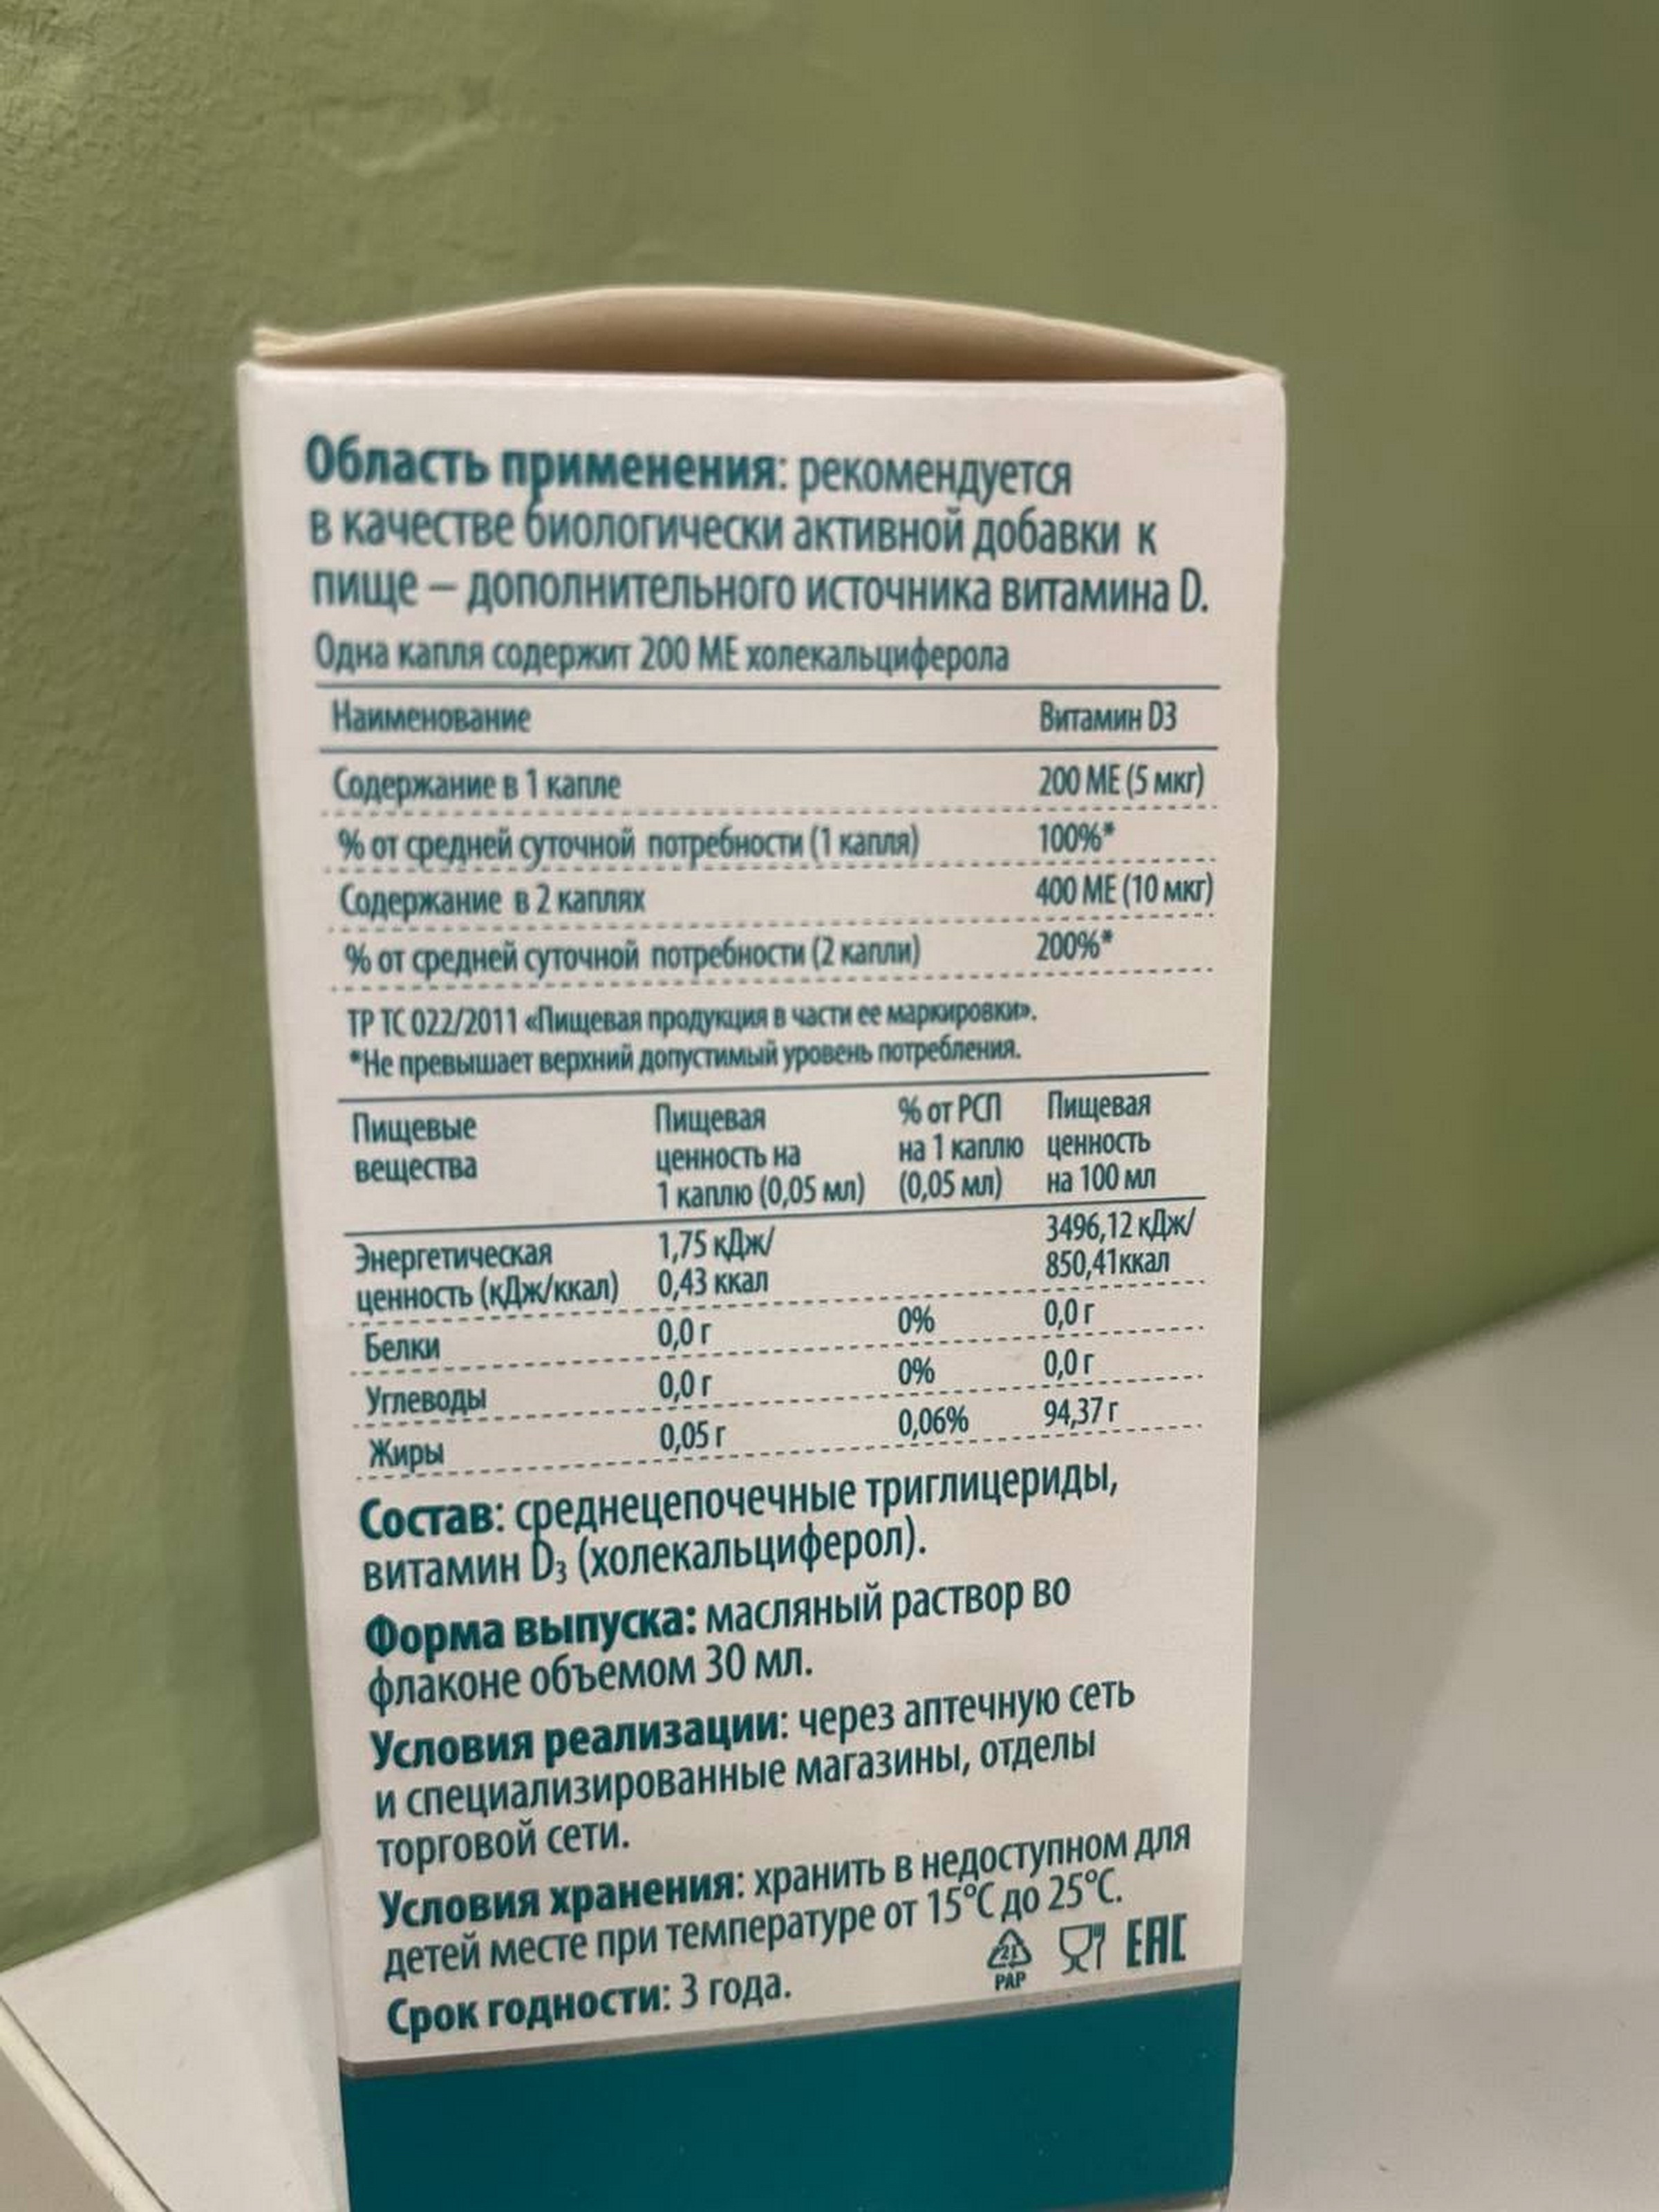 Область применения: рекомендуется
в качестве биологически активной добавки к
пище – дополнительного источника витамина D.
Одна капля содержит 200 МЕ холекальциферола
Наименование Витамин D3
Содержание в 1 капле 200 МЕ (5 мкг)
% от средней суточной потребности (1 капля) 100%*
Содержание в 2 каплях 400 МЕ (10 мкг)
% от средней суточной потребности (2 капли) 200%*
ТР ТС 022/2011 «Пищевая продукция в части ее маркировки».
*Не превышает верхний допустимый уровень потребления.
Пищевые Пищевая % от РСП Пищевая
вещества ценность на на 1 каплю ценность
1 каплю (0,05 мл) (0,05 мл) на 100 мл
Энергетическая 1,75 кДж/ 3496,12 кДж/
ценность (кДж/ккал) 0,43 ккал 850,41ккал
Белки 0,0 г 0% 0,0 г
Углеводы 0,0 г 0% 0,0 г
Жиры 0,05 г 0,06% 94,37 г
Состав: среднецепочечные триглицериды,
витамин D₃ (холекальциферол).
Форма выпуска: масляный раствор во
флаконе объемом 30 мл.
Условия реализации: через аптечную сеть
и специализированные магазины, отделы
торговой сети.
Условия хранения: хранить в недоступном для
детей месте при температуре от 15°С до 25°С.
Срок годности: 3 года.
21
PAP
EAC